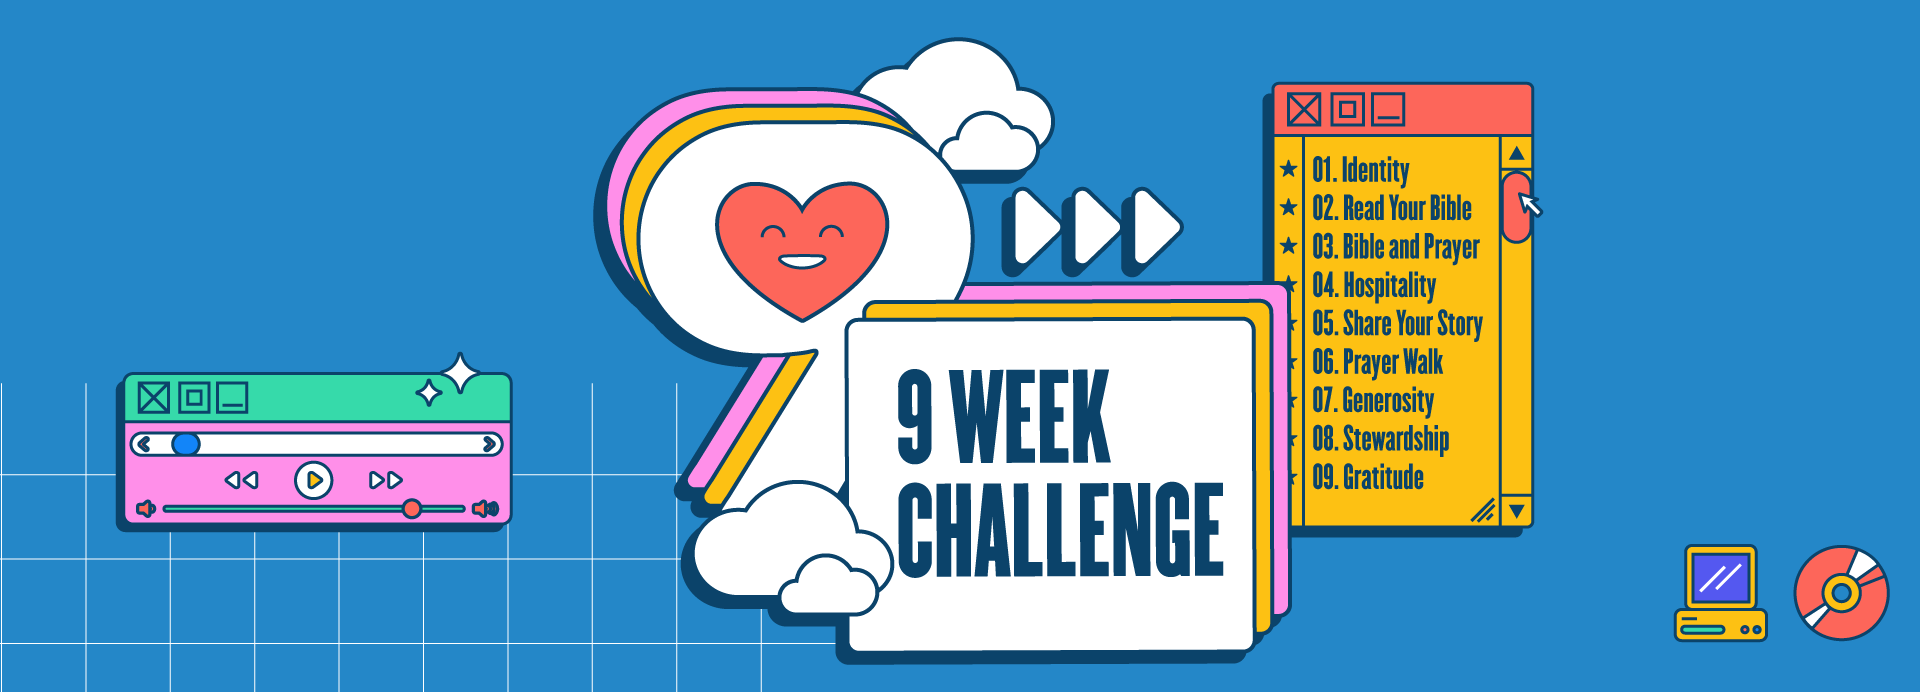 9
9 WEEK
CHALLENGE
01. Identity
02. Read Your Bible
03. Bible and Prayer
04. Hospitality
05. Share Your Story
06. Prayer Walk
07. Generosity
08. Stewardship
09. Gratitude